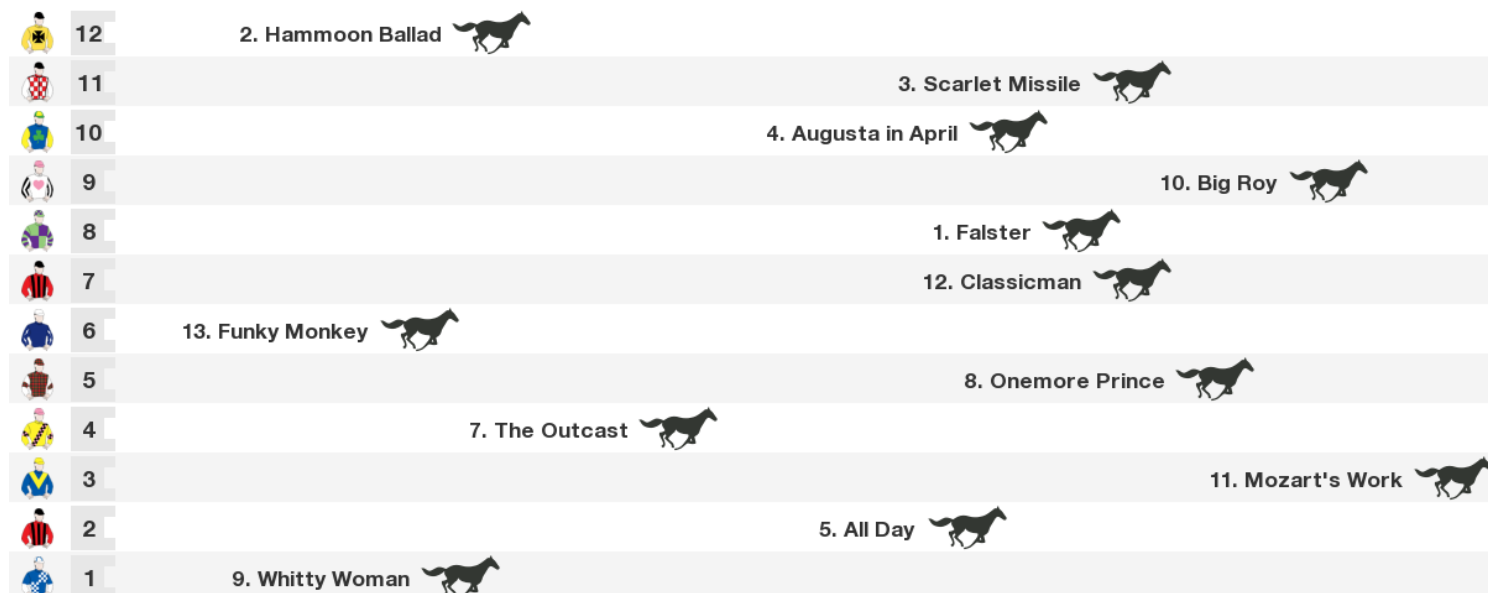 12 2. Hammoon Ballad
11 3. Scarlet Missile
10 4. Augusta in April
9 10. Big Roy
8 1. Falster
7 12. Classicman
6 13. Funky Monkey
5 8. Onemore Prince
4 7. The Outcast
3 11. Mozart's Work
2 5. All Day
1 9. Whitty Woman